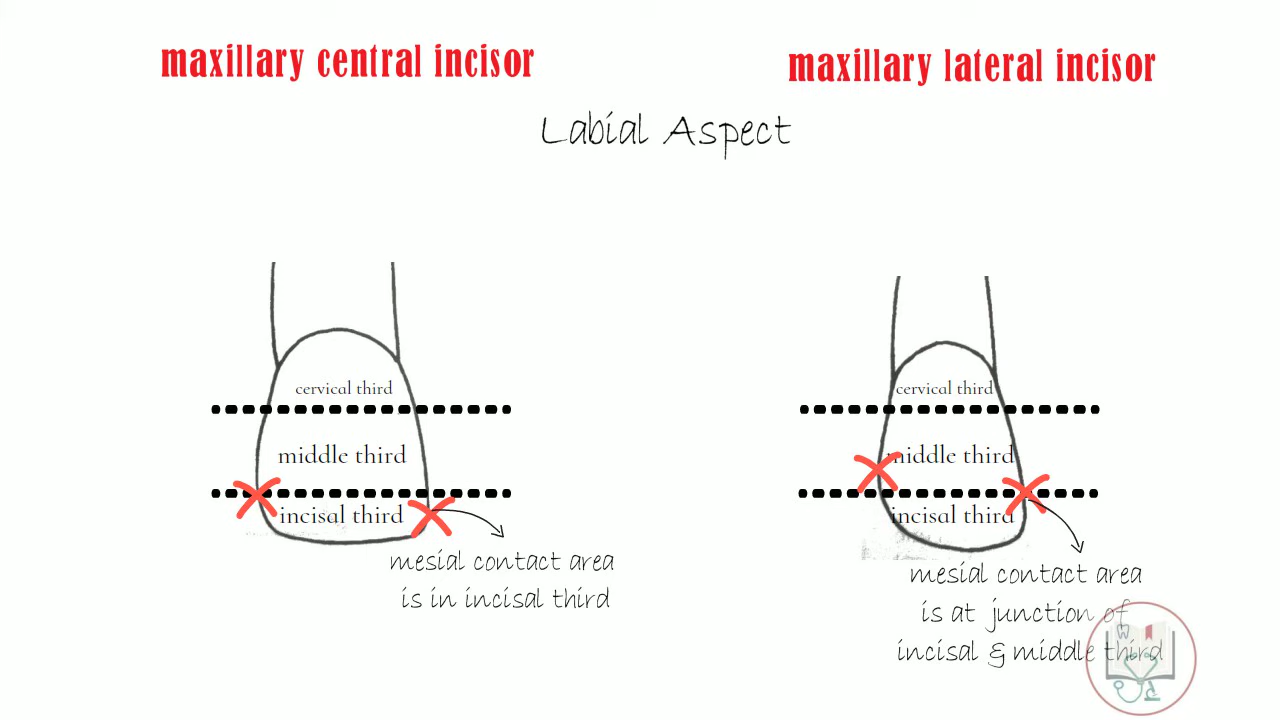 maxillary central incisor
maxillary lateral incisor
Labial Aspect
cervical third
middle third
incisal third
mesial contact area
is in incisal third
cervical third
middle third
incisal third
mesial contact area
is at junction of
incisal & middle third